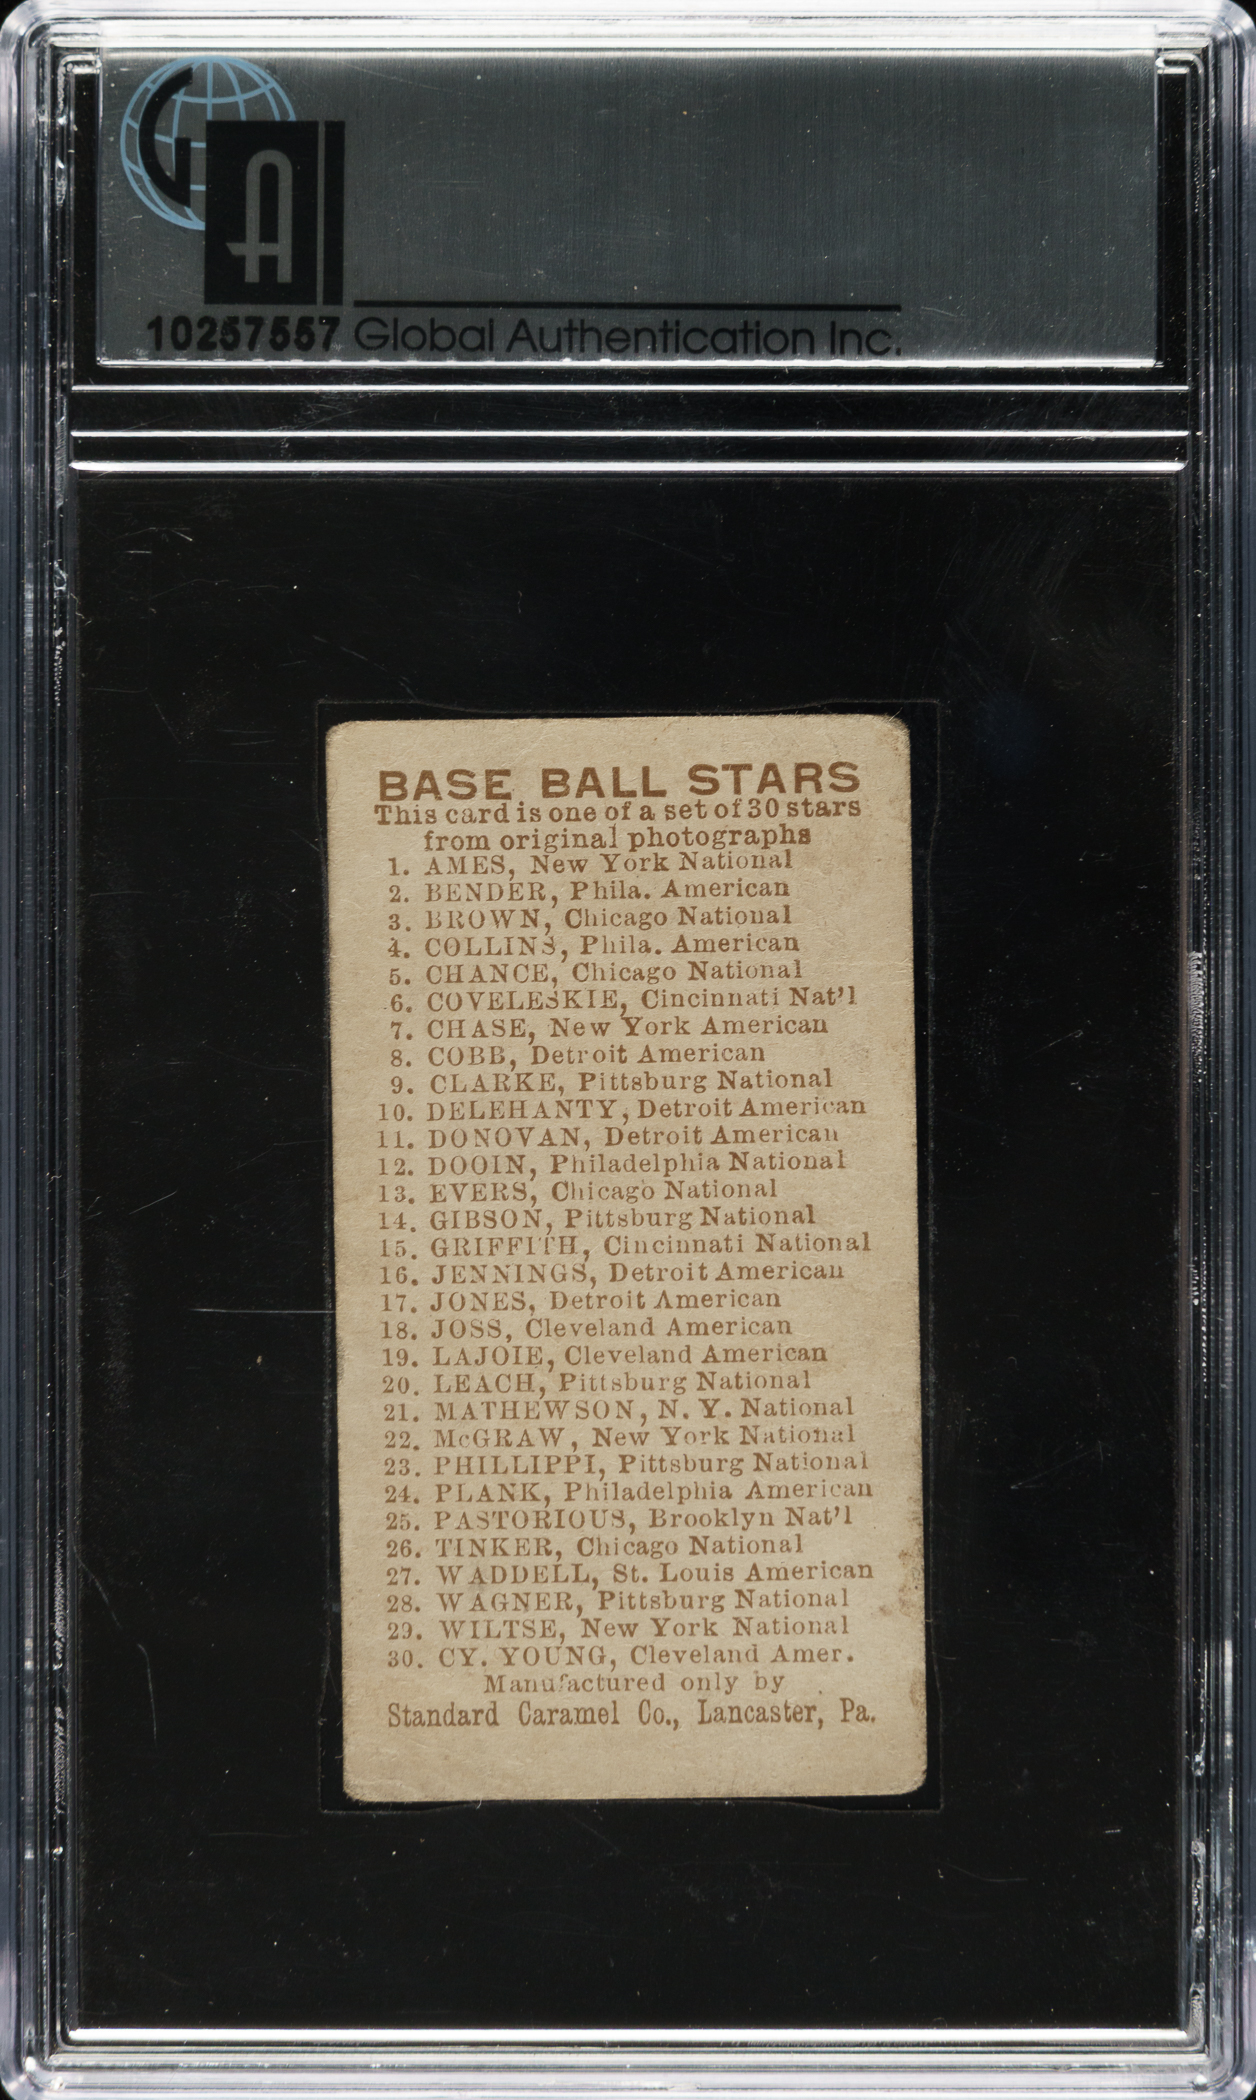 GAI
10257557 Global Authentication Inc.
BASE BALL STARS
This card is one of a set of 30 stars
from original photographs
1. AMES, New York National
2. BENDER, Phila. American
3. BROWN, Chicago National
4. COLLINS, Phila. American
5. CHANCE, Chicago National
6. COVELESKIE, Cincinnati Nat'l
7. CHASE, New York American
8. COBB, Detroit American
9. CLARKE, Pittsburg National
10. DELEHANTY, Detroit American
11. DONOVAN, Detroit American
12. DOOIN, Philadelphia National
13. EVERS, Chicago National
14. GIBSON, Pittsburg National
15. GRIFFITH, Cincinnati National
16. JENNINGS, Detroit American
17. JONES, Detroit American
18. JOSS, Cleveland American
19. LAJOIE, Cleveland American
20. LEACH, Pittsburg National
21. MATHEWSON, N. Y. National
22. McGRAW, New York National
23. PHILLIPPI, Pittsburg National
24. PLANK, Philadelphia American
25. PASTORIOUS, Brooklyn Nat'l
26. TINKER, Chicago National
27. WADDELL, St. Louis American
28. WAGNER, Pittsburg National
29. WILTSE, New York National
30. CY. YOUNG, Cleveland Amer.
Manufactured only by
Standard Caramel Co., Lancaster, Pa.